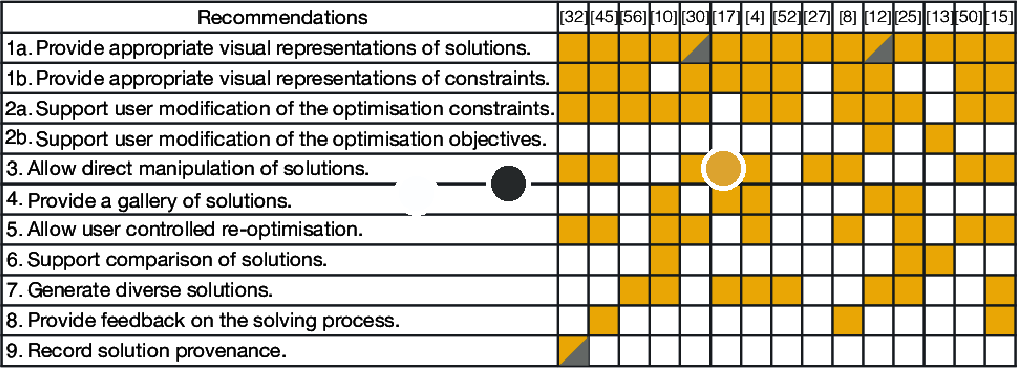 Recommendations [32] [45] [56] [10] [30] [17] [4] [52] [27] [8] [12] [25] [13] [50] [15]
1a. Provide appropriate visual representations of solutions.
1b. Provide appropriate visual representations of constraints.
2a. Support user modification of the optimisation constraints.
2b. Support user modification of the optimisation objectives.
3. Allow direct manipulation of solutions.
4. Provide a gallery of solutions.
5. Allow user controlled re-optimisation.
6. Support comparison of solutions.
7. Generate diverse solutions.
8. Provide feedback on the solving process.
9. Record solution provenance.